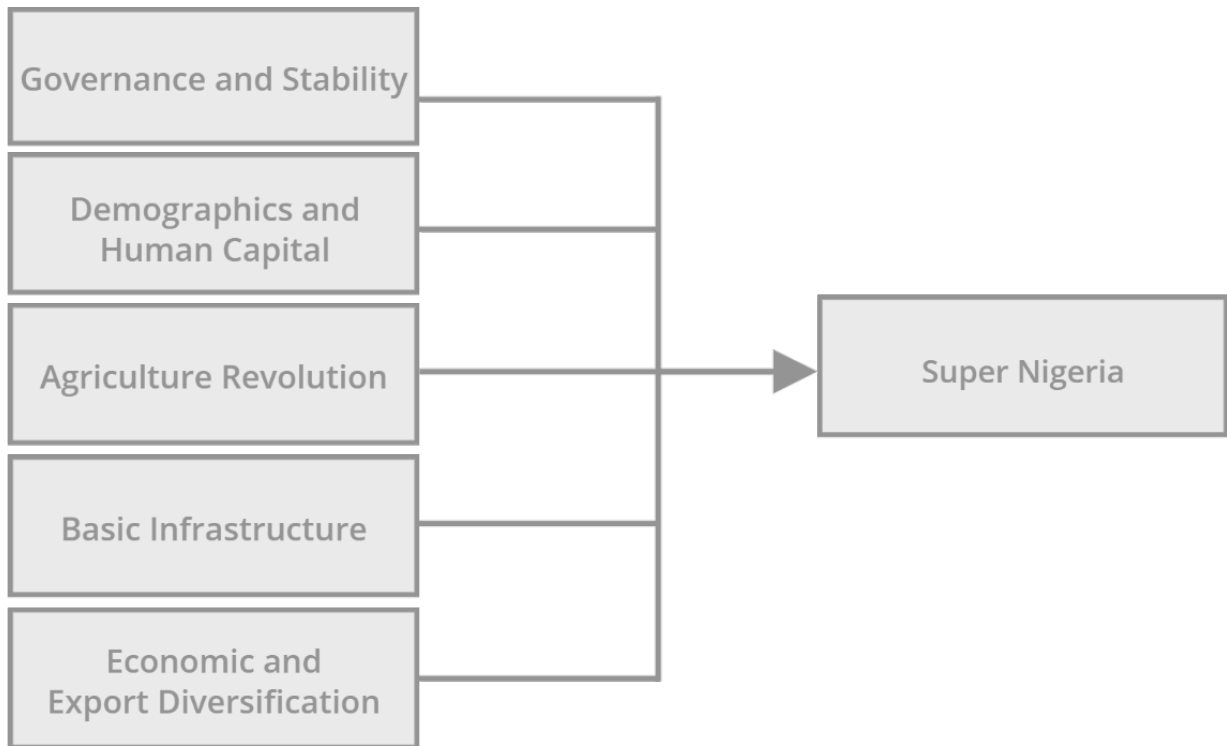 Governance and Stability
Demographics and
Human Capital
Agriculture Revolution
Super Nigeria
Basic Infrastructure
Economic and
Export Diversification